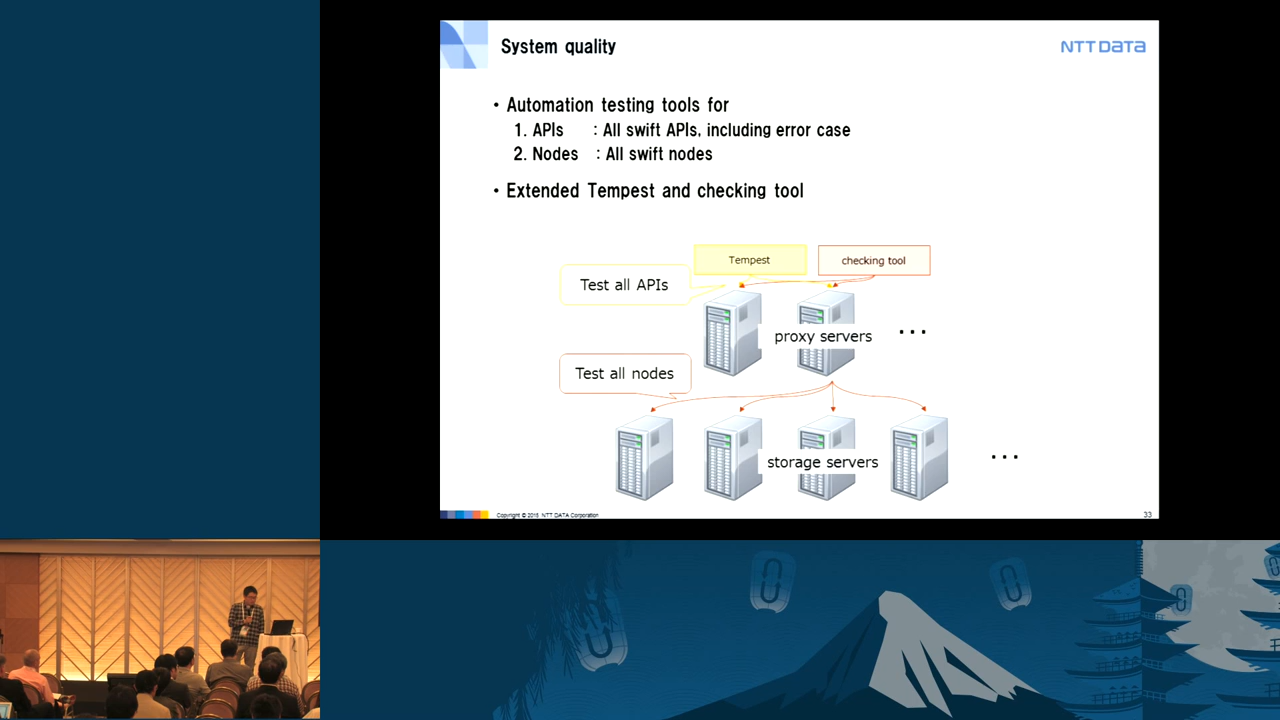 System quality
NTT DATA
・Automation testing tools for
1. APIs : All swift APIs, including error case
2. Nodes : All swift nodes
・Extended Tempest and checking tool
Tempest
checking tool
Test all APIs
proxy servers
...
Test all nodes
storage servers
...
Copyright © 2015 NTT DATA Corporation
33